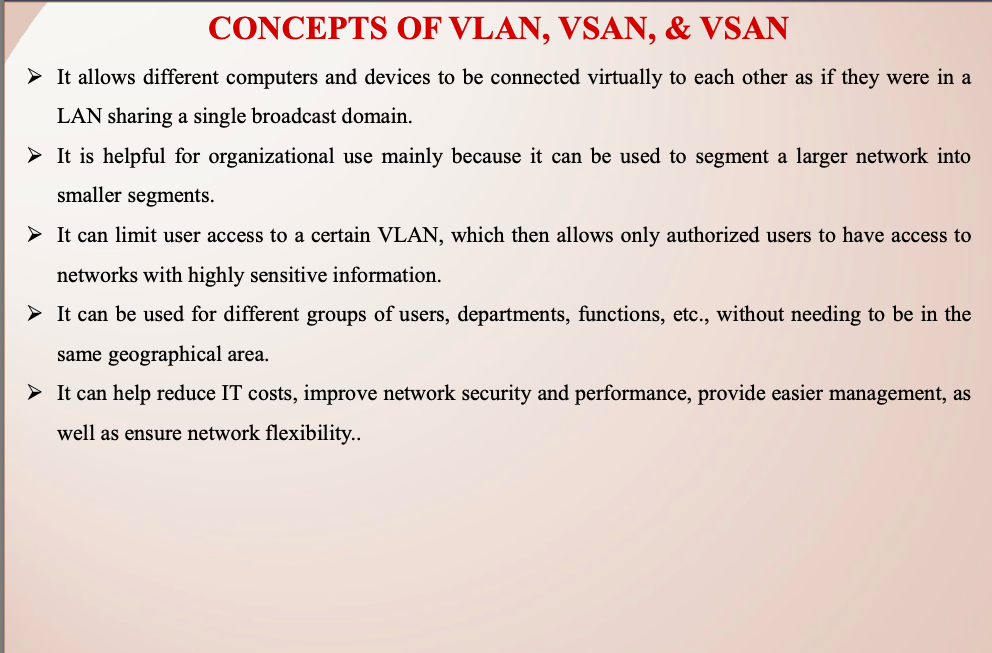 CONCEPTS OF VLAN, VSAN, & VSAN
➢ It allows different computers and devices to be connected virtually to each other as if they were in a
LAN sharing a single broadcast domain.
➢ It is helpful for organizational use mainly because it can be used to segment a larger network into
smaller segments.
➢ It can limit user access to a certain VLAN, which then allows only authorized users to have access to
networks with highly sensitive information.
➢ It can be used for different groups of users, departments, functions, etc., without needing to be in the
same geographical area.
➢ It can help reduce IT costs, improve network security and performance, provide easier management, as
well as ensure network flexibility..